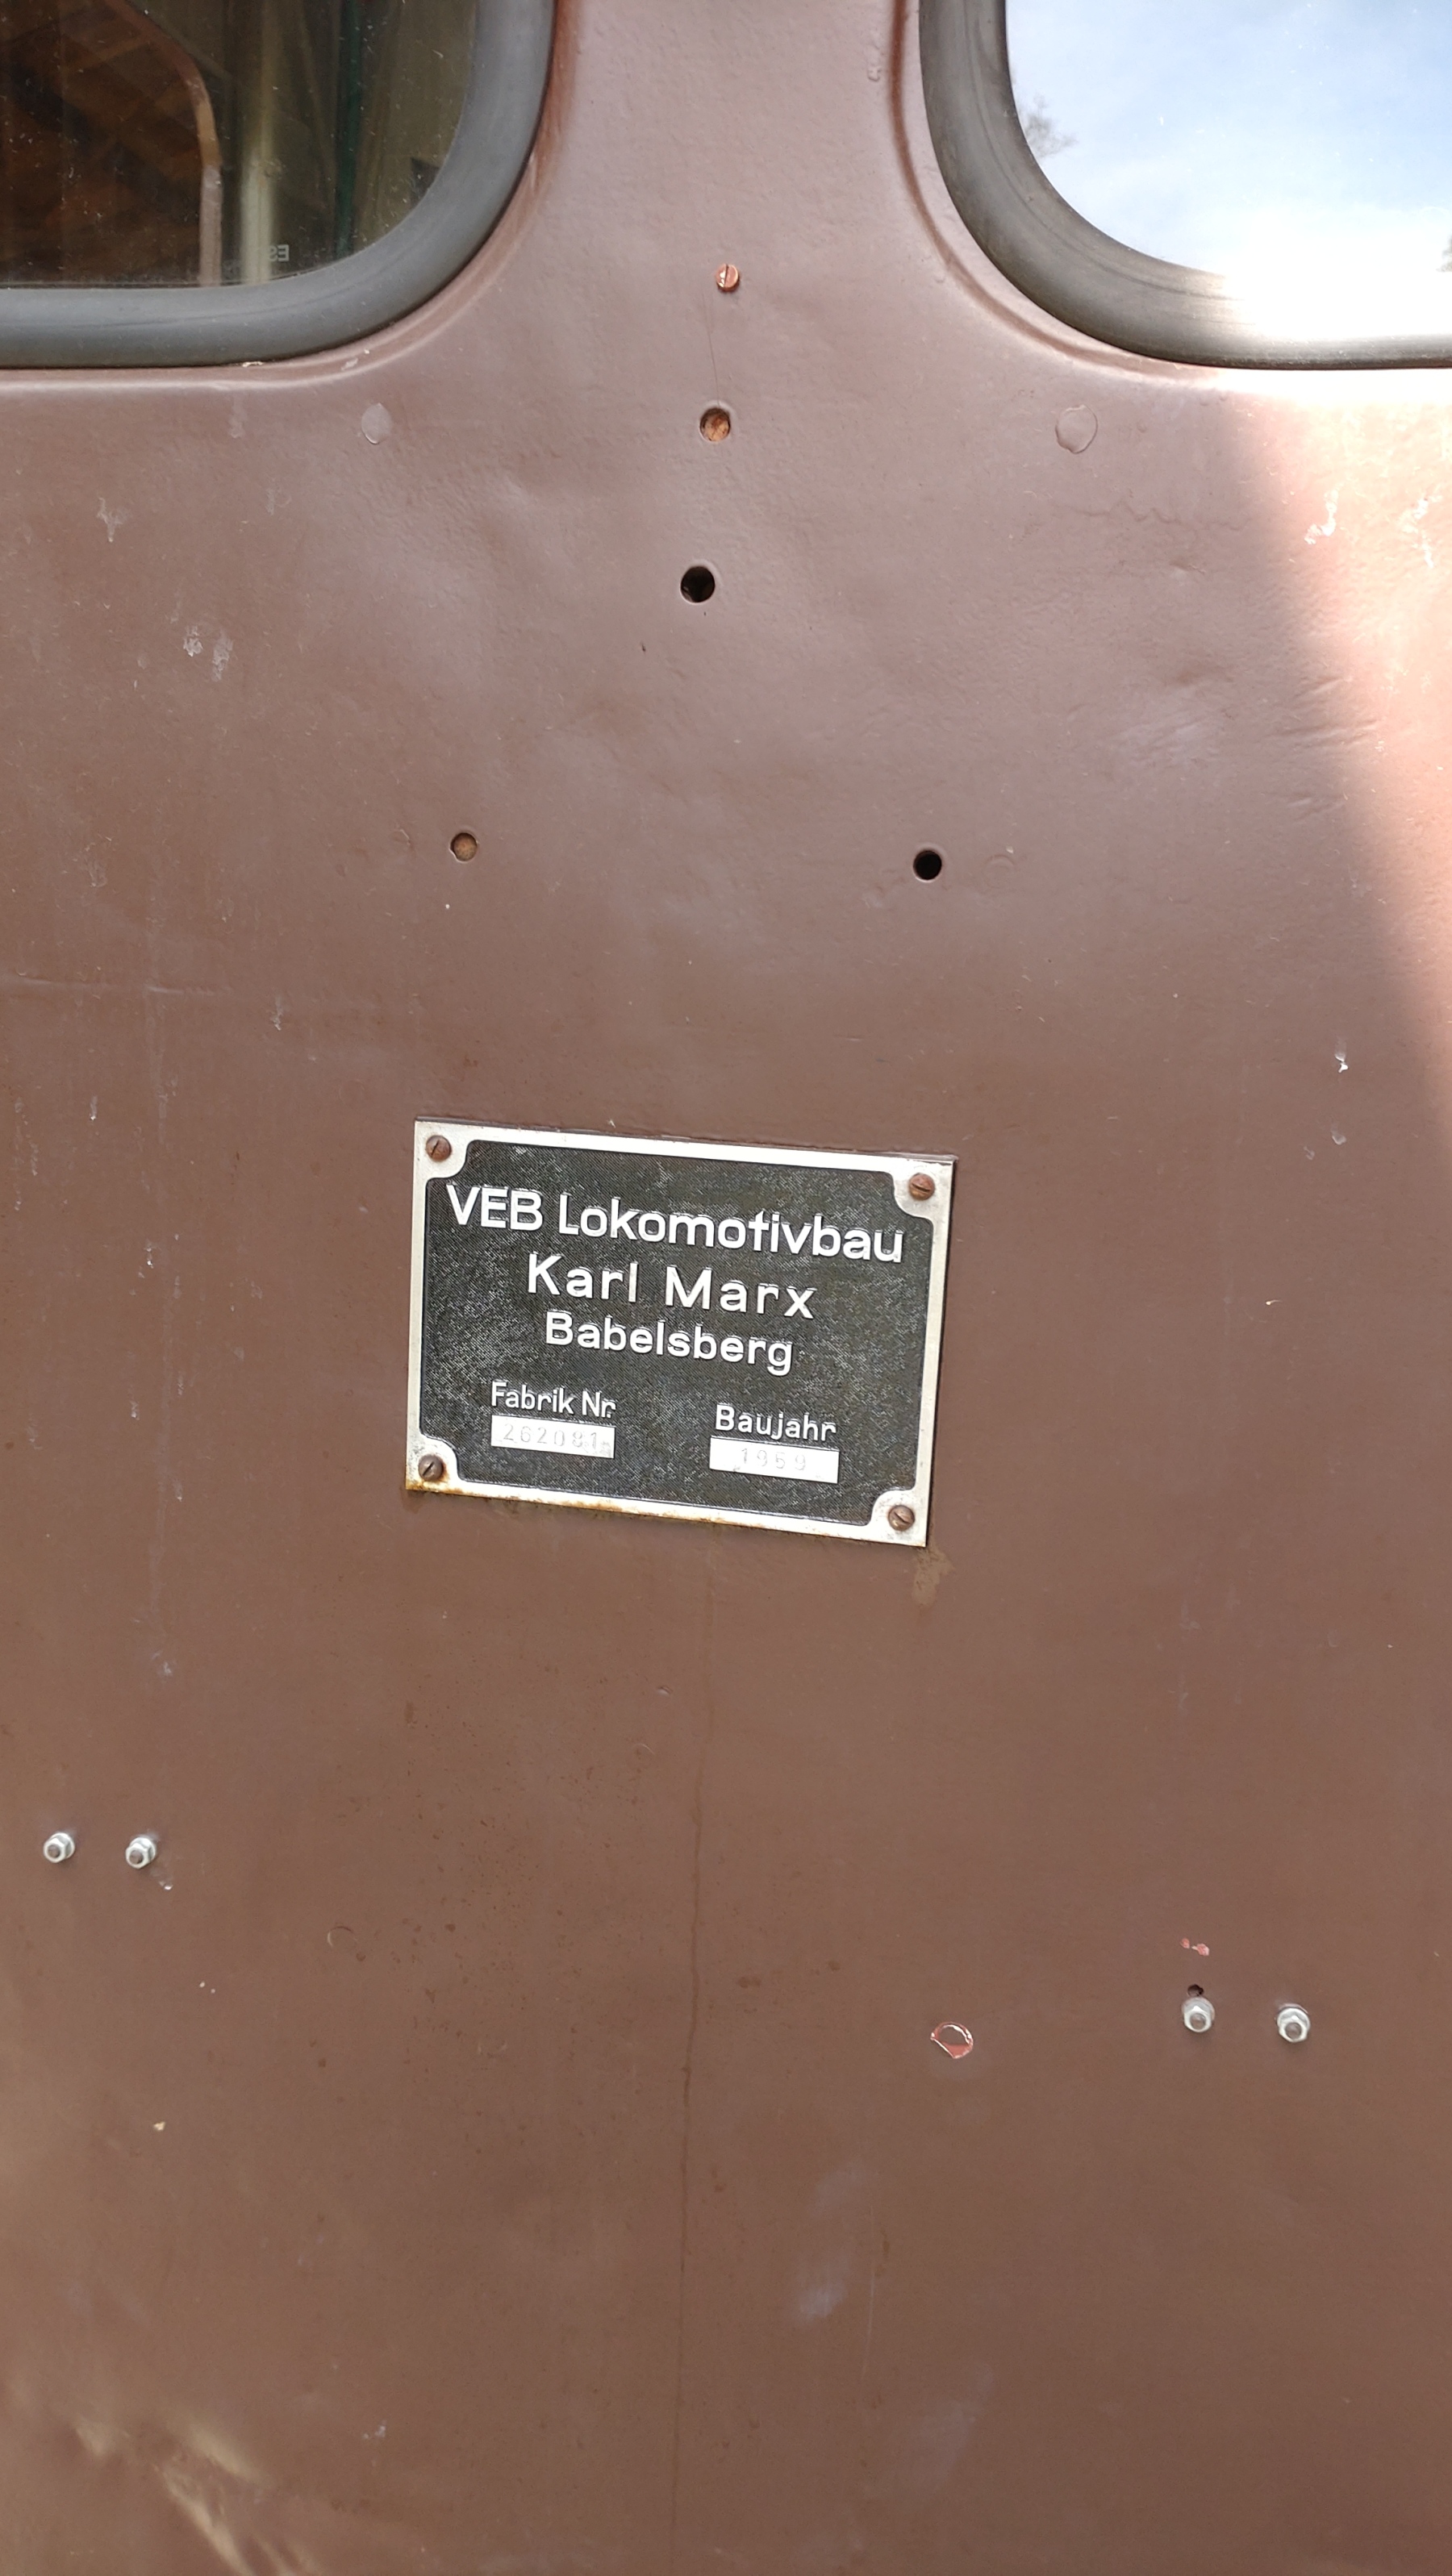 VEB Lokomotivbau
Karl Marx
Babelsberg
Fabrik Nr. Baujahr
262081 1959